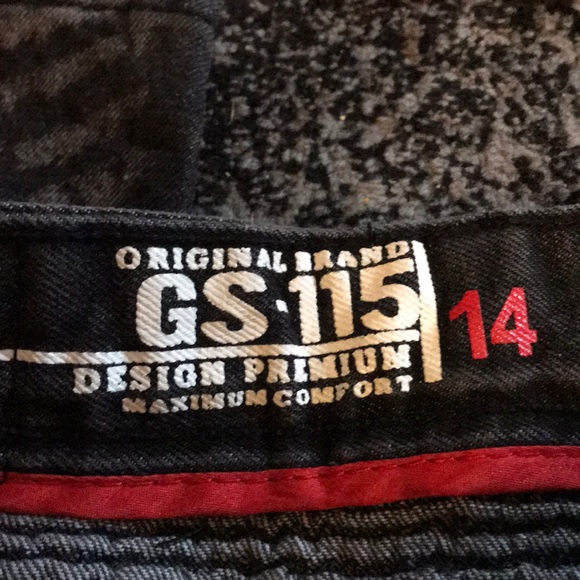 ORIGINAL BRAND
GS·115
14
DESIGN PREMIUM
MAXIMUM COMFORT